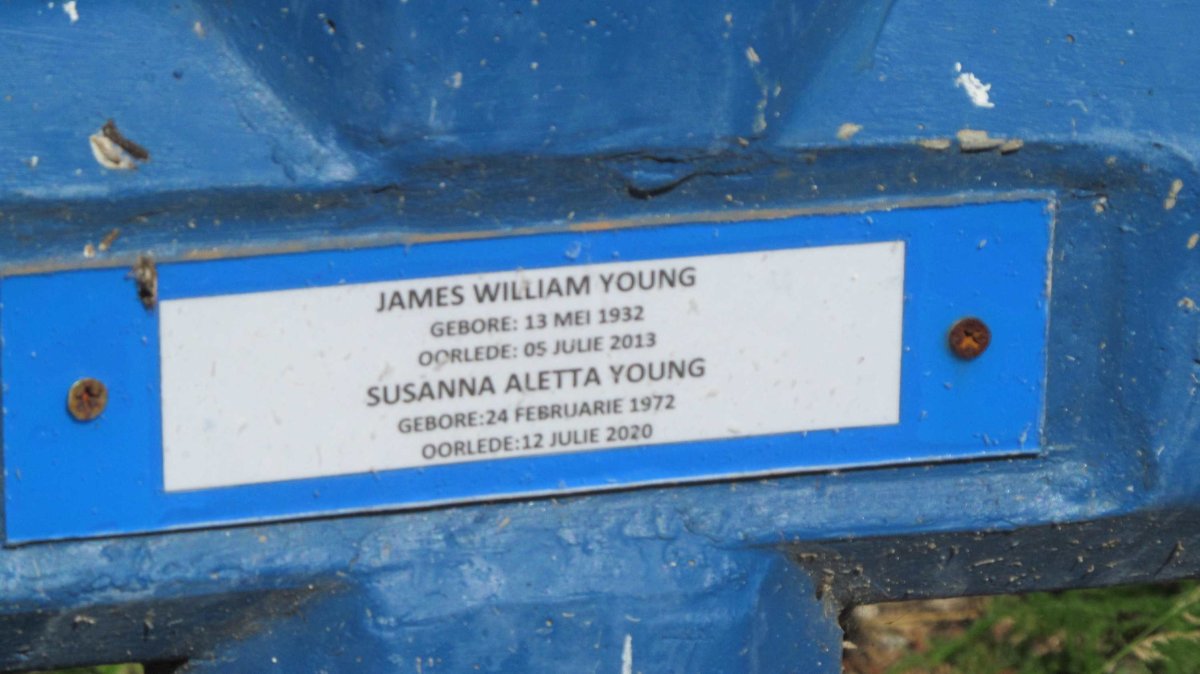 JAMES WILLIAM YOUNG
GEBORE: 13 MEI 1932
OORLEDE: 05 JULIE 2013
SUSANNA ALETTA YOUNG
GEBORE:24 FEBRUARIE 1972
OORLEDE:12 JULIE 2020